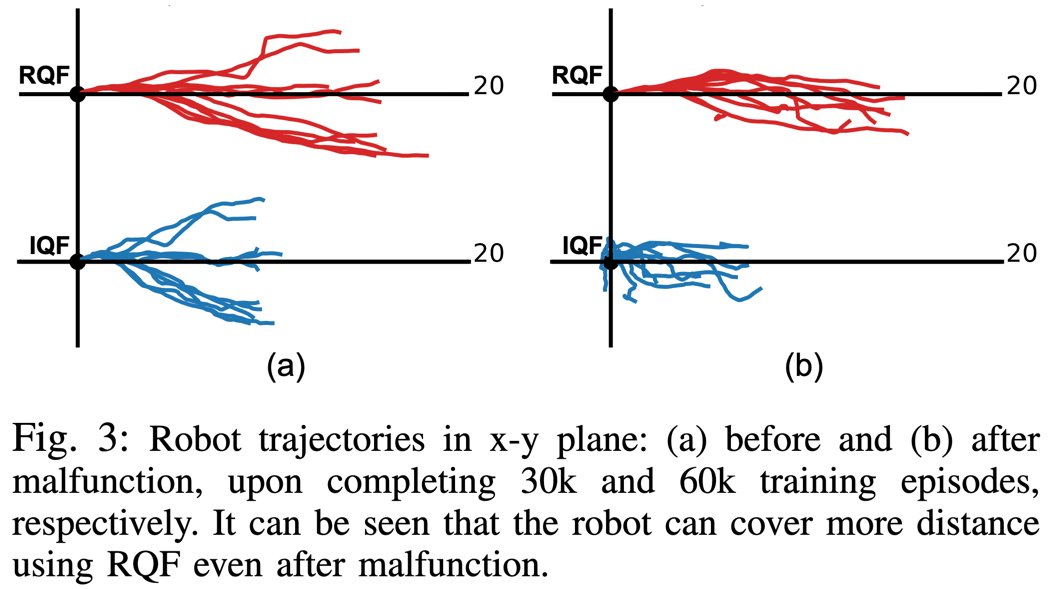 RQF
20
IQF
20
(a)
RQF
20
IQF
20
(b)
Fig. 3: Robot trajectories in x-y plane: (a) before and (b) after
malfunction, upon completing 30k and 60k training episodes,
respectively. It can be seen that the robot can cover more distance
using RQF even after malfunction.